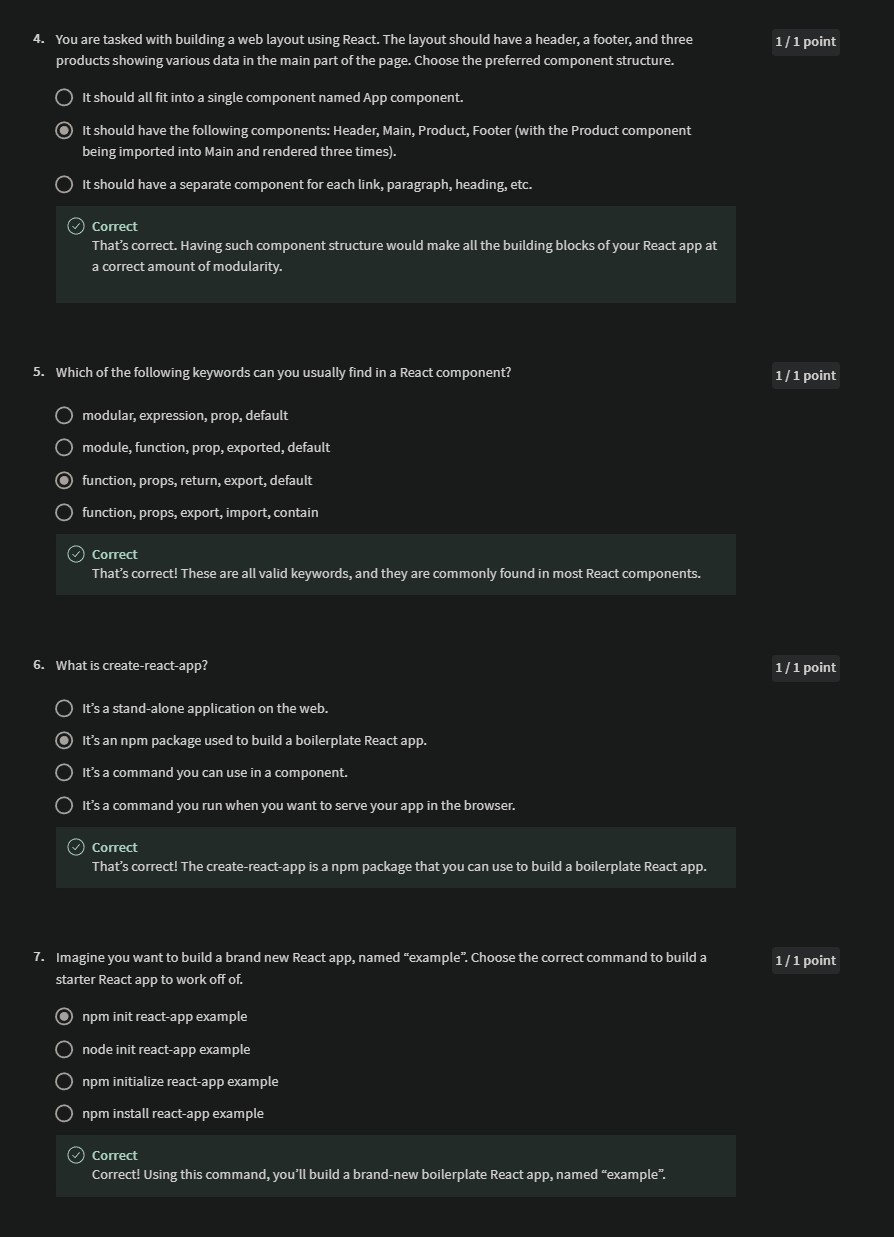 4. You are tasked with building a web layout using React. The layout should have a header, a footer, and three
1 / 1 point
products showing various data in the main part of the page. Choose the preferred component structure.
It should all fit into a single component named App component.
It should have the following components: Header, Main, Product, Footer (with the Product component
being imported into Main and rendered three times).
It should have a separate component for each link, paragraph, heading, etc.
Correct
That’s correct. Having such component structure would make all the building blocks of your React app at
a correct amount of modularity.
5. Which of the following keywords can you usually find in a React component?
1 / 1 point
modular, expression, prop, default
module, function, prop, exported, default
function, props, return, export, default
function, props, export, import, contain
Correct
That’s correct! These are all valid keywords, and they are commonly found in most React components.
6. What is create-react-app?
1 / 1 point
It’s a stand-alone application on the web.
It’s an npm package used to build a boilerplate React app.
It’s a command you can use in a component.
It’s a command you run when you want to serve your app in the browser.
Correct
That’s correct! The create-react-app is a npm package that you can use to build a boilerplate React app.
7. Imagine you want to build a brand new React app, named “example”. Choose the correct command to build a
1 / 1 point
starter React app to work off of.
npm init react-app example
node init react-app example
npm initialize react-app example
npm install react-app example
Correct
Correct! Using this command, you’ll build a brand-new boilerplate React app, named “example”.